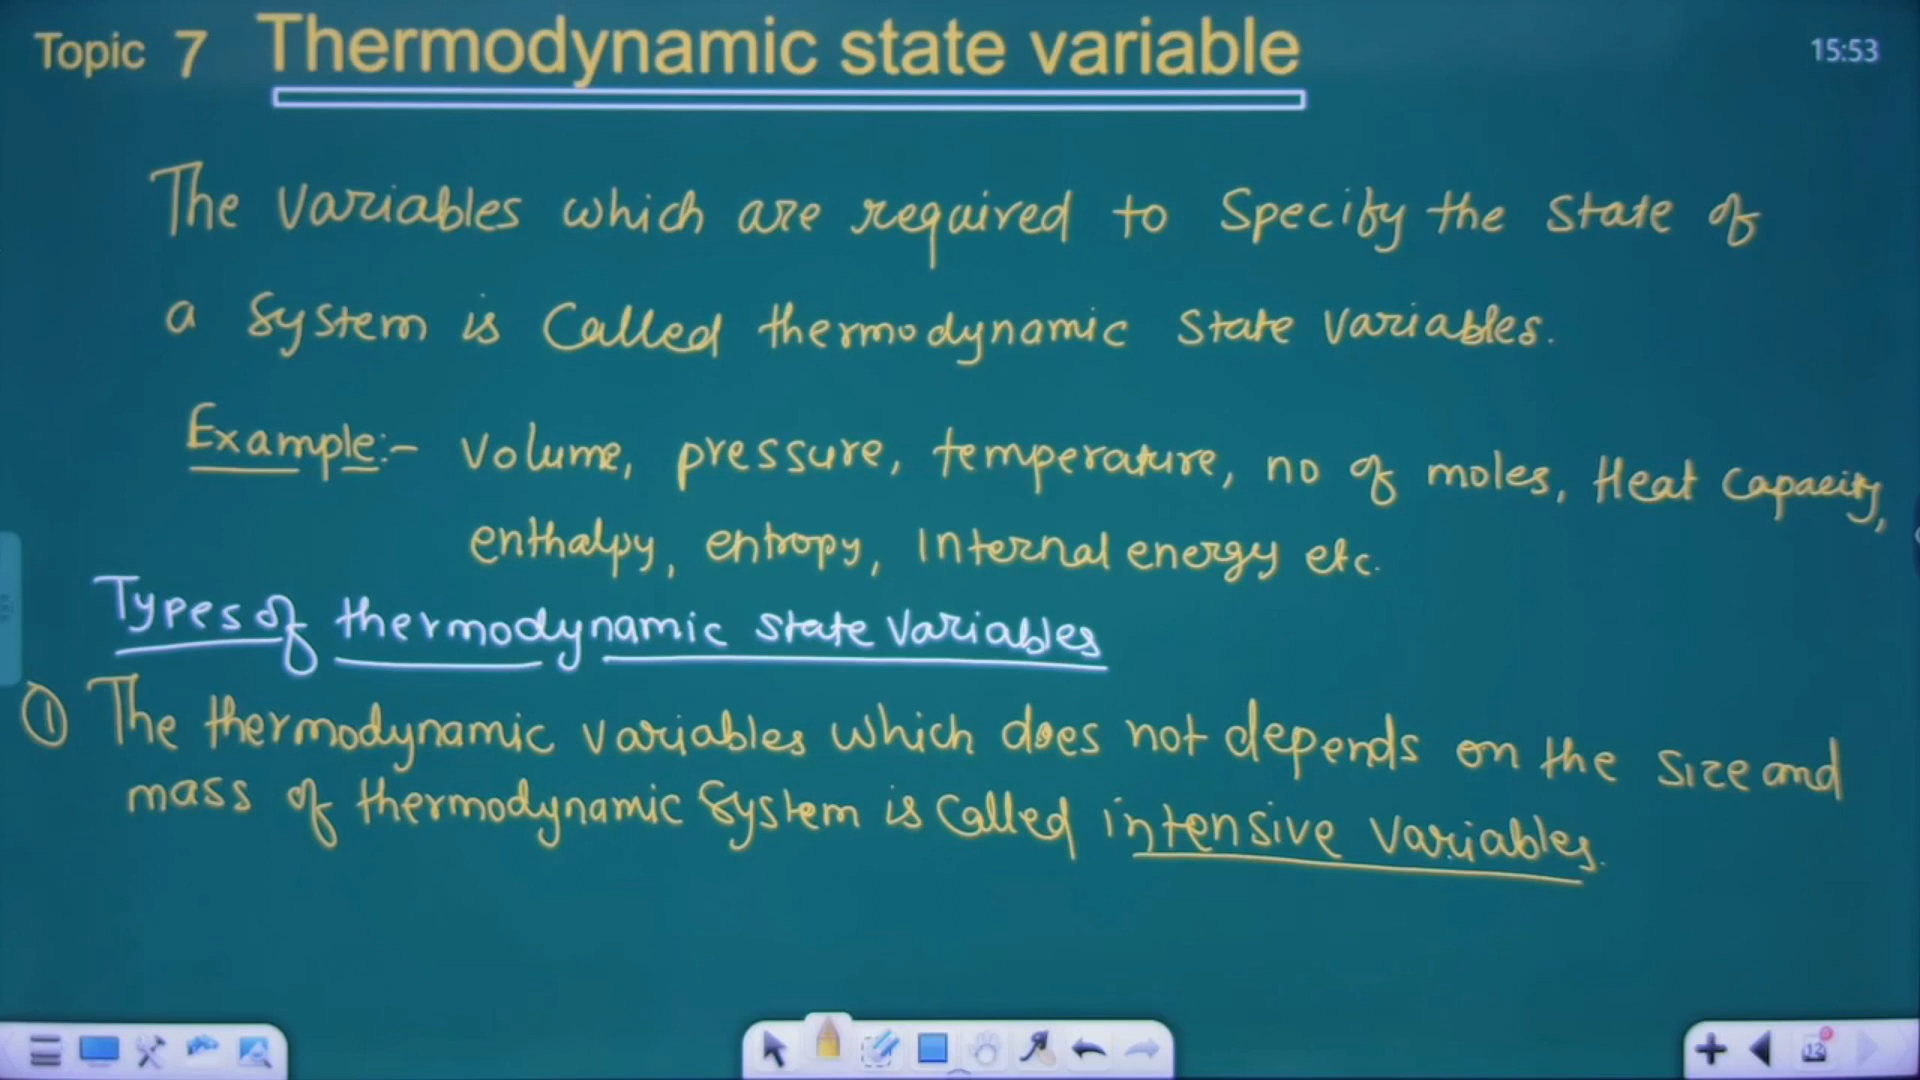 Topic 7 Thermodynamic state variable
15:53
The variables which are required to specify the state of
a system is called thermodynamic state variables.
Example:- volume, pressure, temperature, no of moles, Heat capacity,
enthalpy, entropy, internal energy etc.
Types of thermodynamic state variables
① The thermodynamic variables which does not depends on the size and
mass of thermodynamic system is called intensive variables.
12